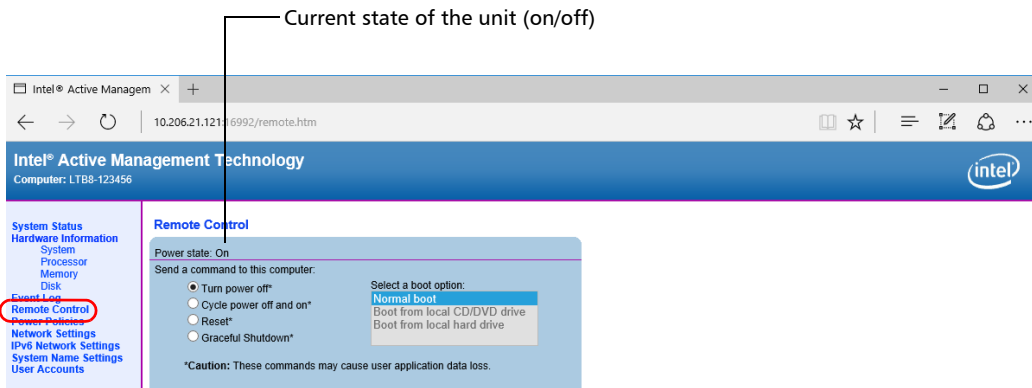 Current state of the unit (on/off)
Intel® Active Managem
10.206.21.121:16992/remote.htm
Intel® Active Management Technology
Computer: LTB8-123456
intel
System Status
Hardware Information
System
Processor
Memory
Disk
Event Log
Remote Control
Power Policies
Network Settings
IPv6 Network Settings
System Name Settings
User Accounts
Remote Control
Power state: On
Send a command to this computer:
Turn power off*
Cycle power off and on*
Reset*
Graceful Shutdown*
Select a boot option:
Normal boot
Boot from local CD/DVD drive
Boot from local hard drive
*Caution: These commands may cause user application data loss.